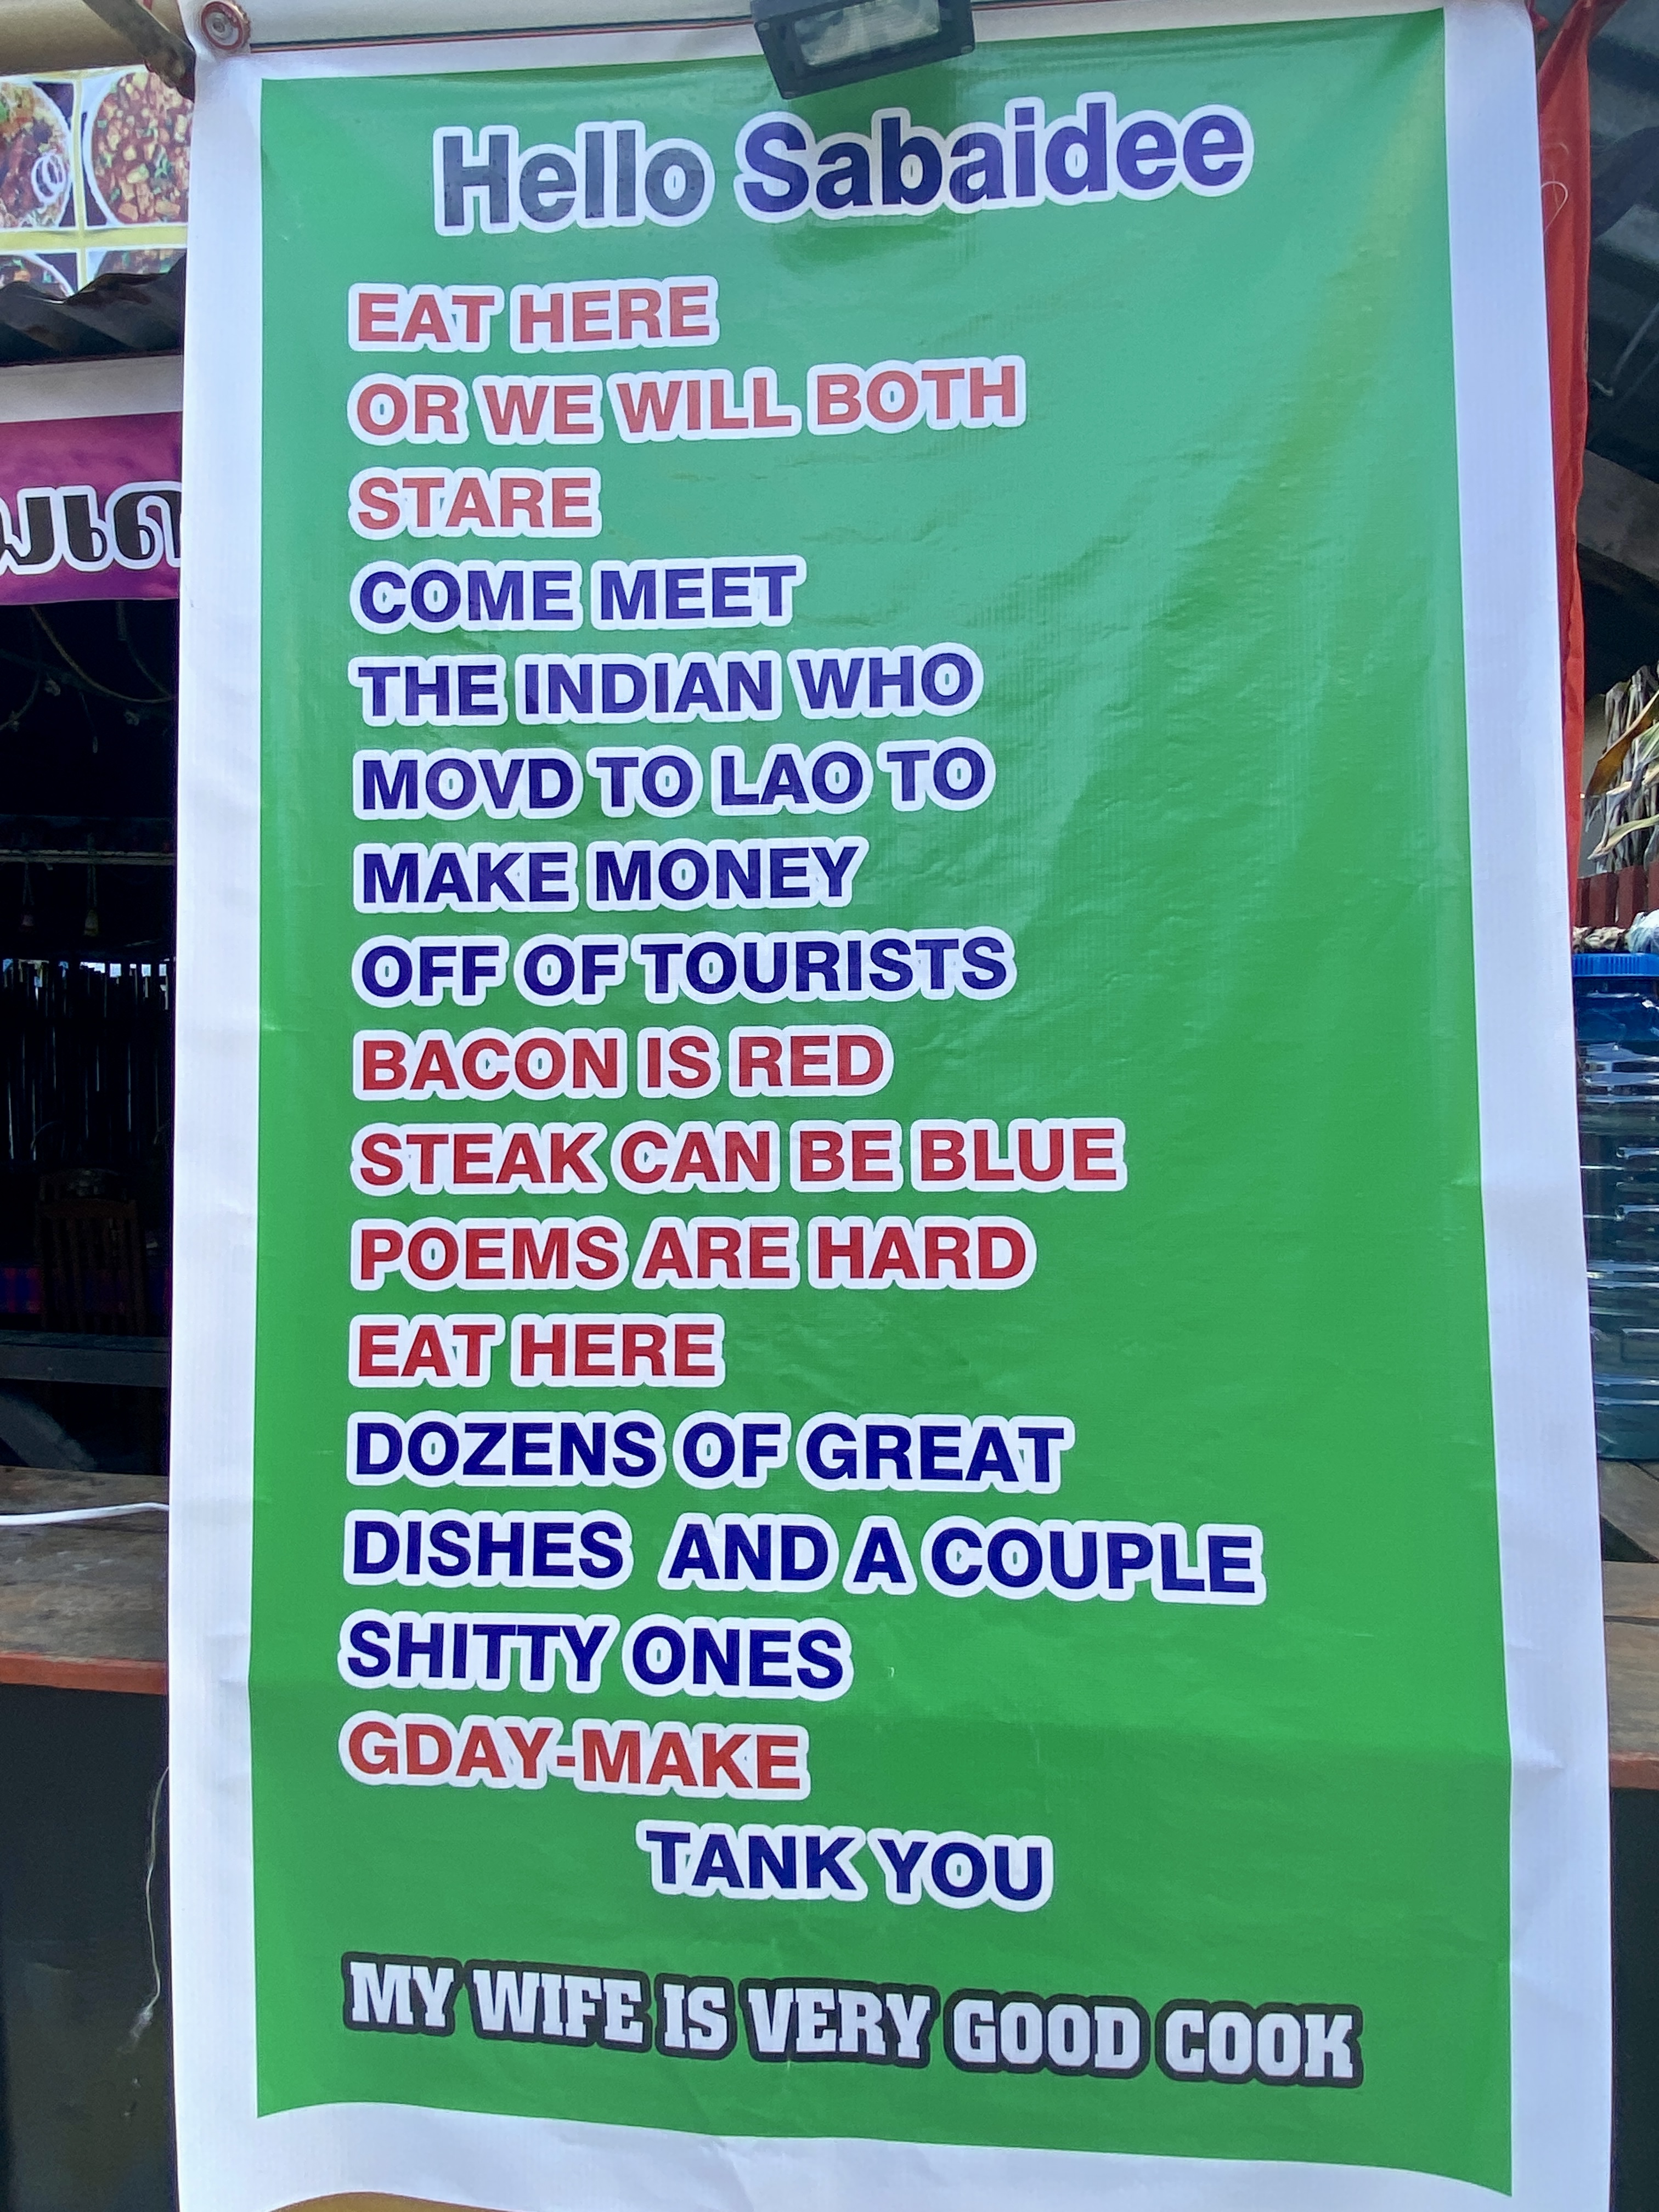 Hello Sabaidee
EAT HERE
OR WE WILL BOTH
STARE
COME MEET
THE INDIAN WHO
MOVD TO LAO TO
MAKE MONEY
OFF OF TOURISTS
BACON IS RED
STEAK CAN BE BLUE
POEMS ARE HARD
EAT HERE
DOZENS OF GREAT
DISHES AND A COUPLE
SHITTY ONES
GDAY-MAKE
TANK YOU
MY WIFE IS VERY GOOD COOK